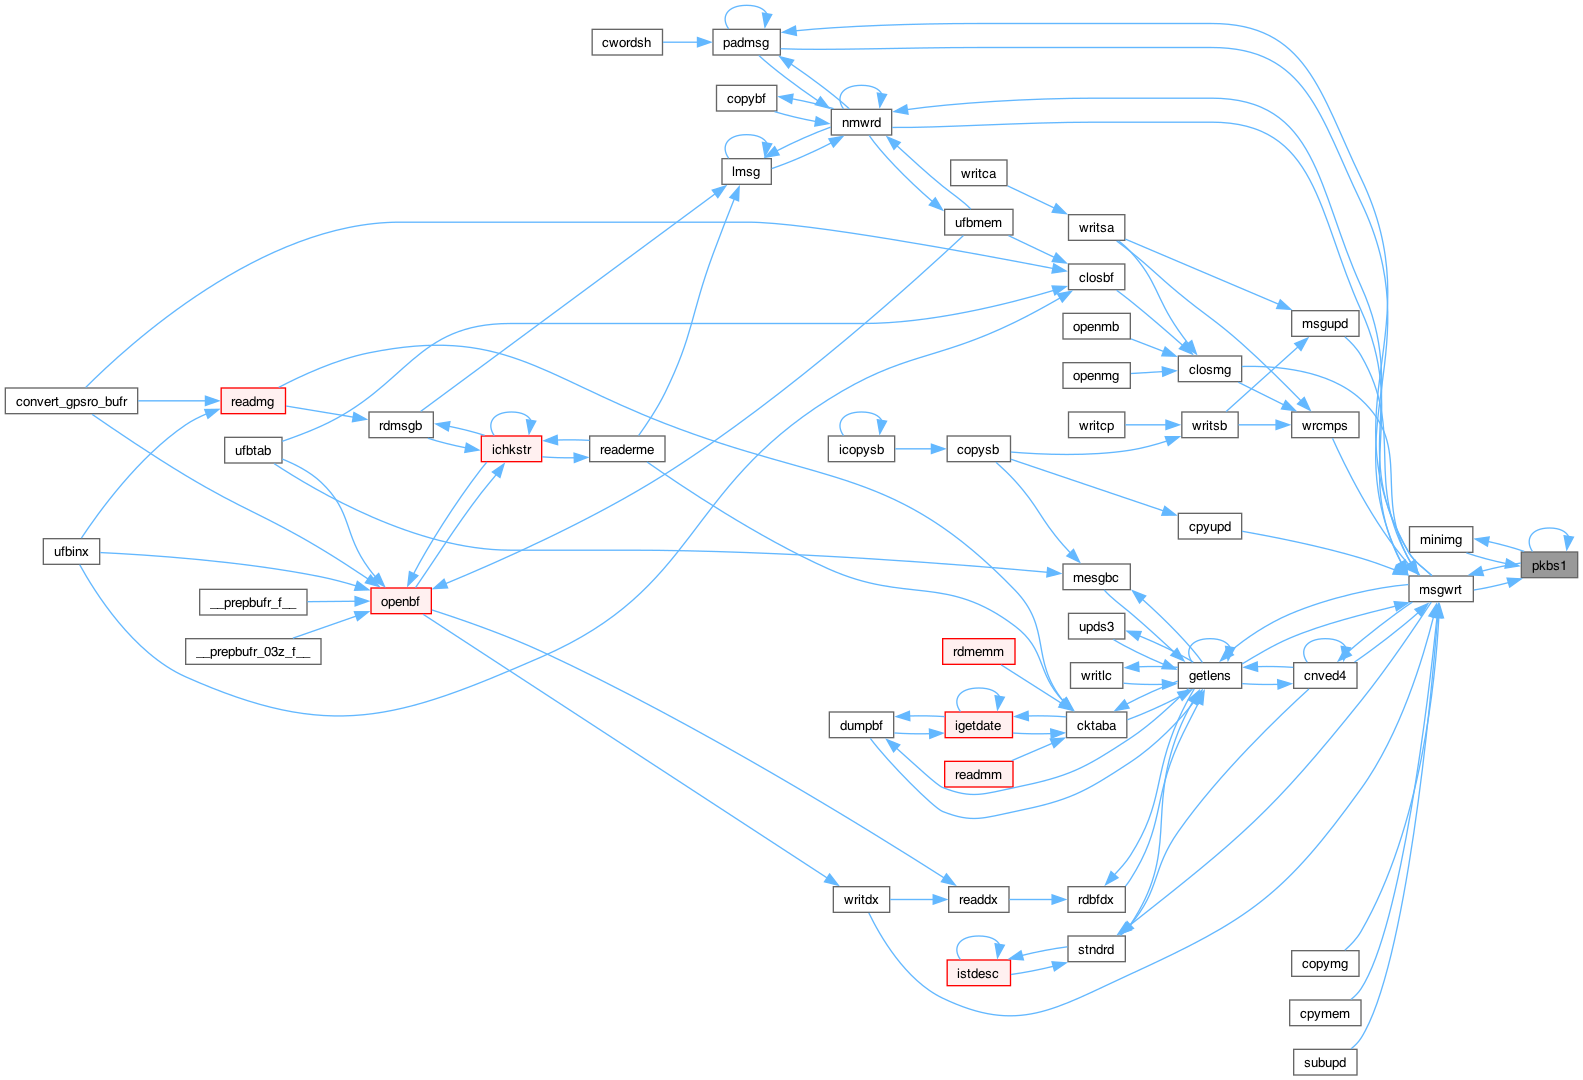 cwordsh
padmsg
copybf
nmwrd
lmsg
writca
ufbmem
writsa
closbf
openmb
msgupd
closmg
openmg
convert_gpsro_bufr
readmg
rdmsgb
writcp
writsb
wrcmps
ufbtab
ichkstr
readerme
icopysb
copysb
cpyupd
minimg
ufbinx
pkbs1
mesgbc
msgwrt
__prepbufr_f__
openbf
upds3
__prepbufr_03z_f__
rdmemm
writlc
getlens
cnved4
dumpbf
igetdate
cktaba
readmm
writdx
readdx
rdbfdx
stndrd
istdesc
copymg
cpymem
subupd